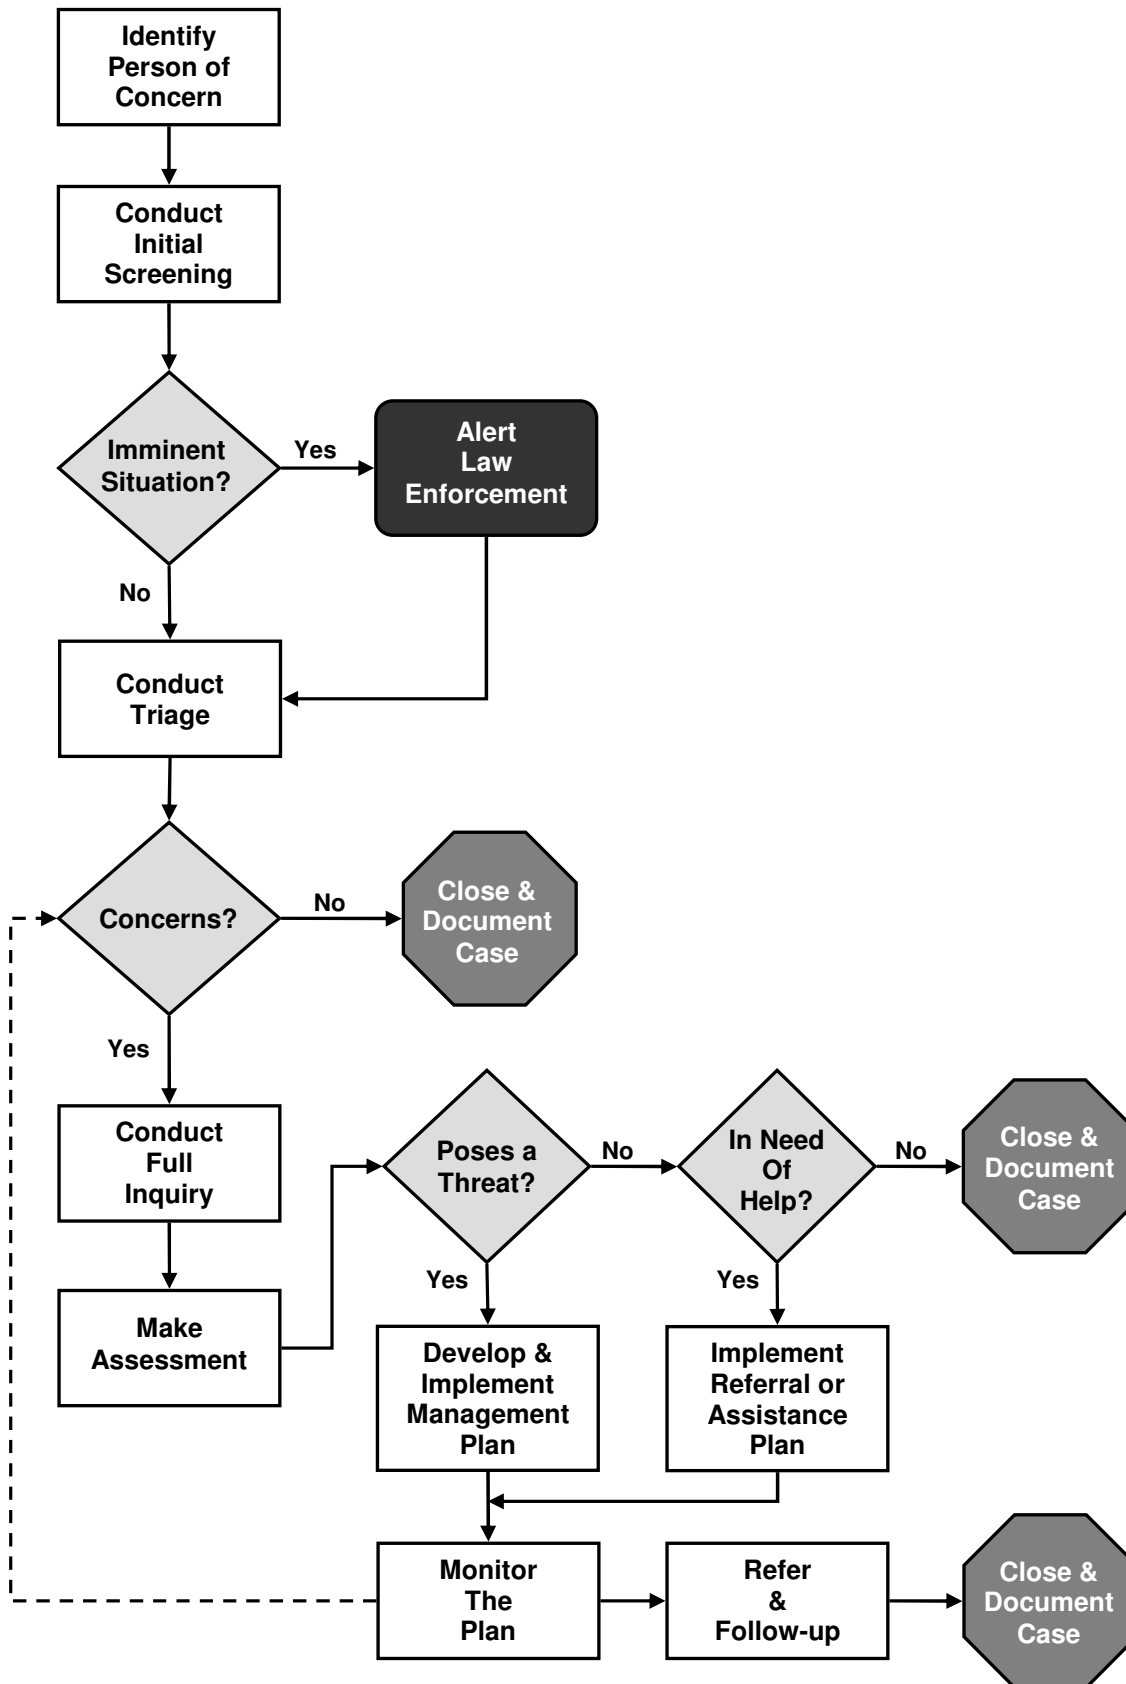 Identify
Person of
Concern
Conduct
Initial
Screening
Imminent
Situation?
Yes
Alert
Law
Enforcement
No
Conduct
Triage
Concerns?
No
Close &
Document
Case
Yes
Conduct
Full
Inquiry
Make
Assessment
Poses a
Threat?
No
In Need
Of
Help?
No
Close &
Document
Case
Yes
Develop &
Implement
Management
Plan
Yes
Implement
Referral or
Assistance
Plan
Monitor
The
Plan
Refer
&
Follow-up
Close &
Document
Case